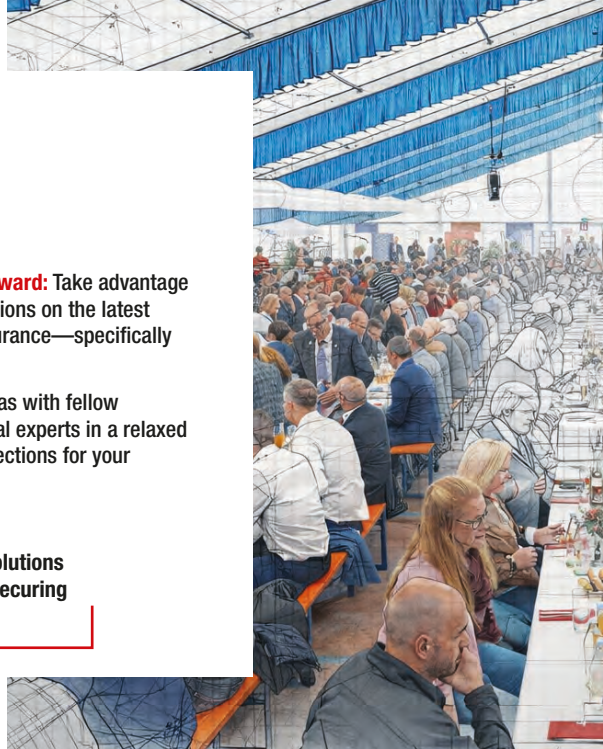 ward: Take advantage
ions on the latest
urance—specifically
as with fellow
al experts in a relaxed
ections for your
olutions
ecuring